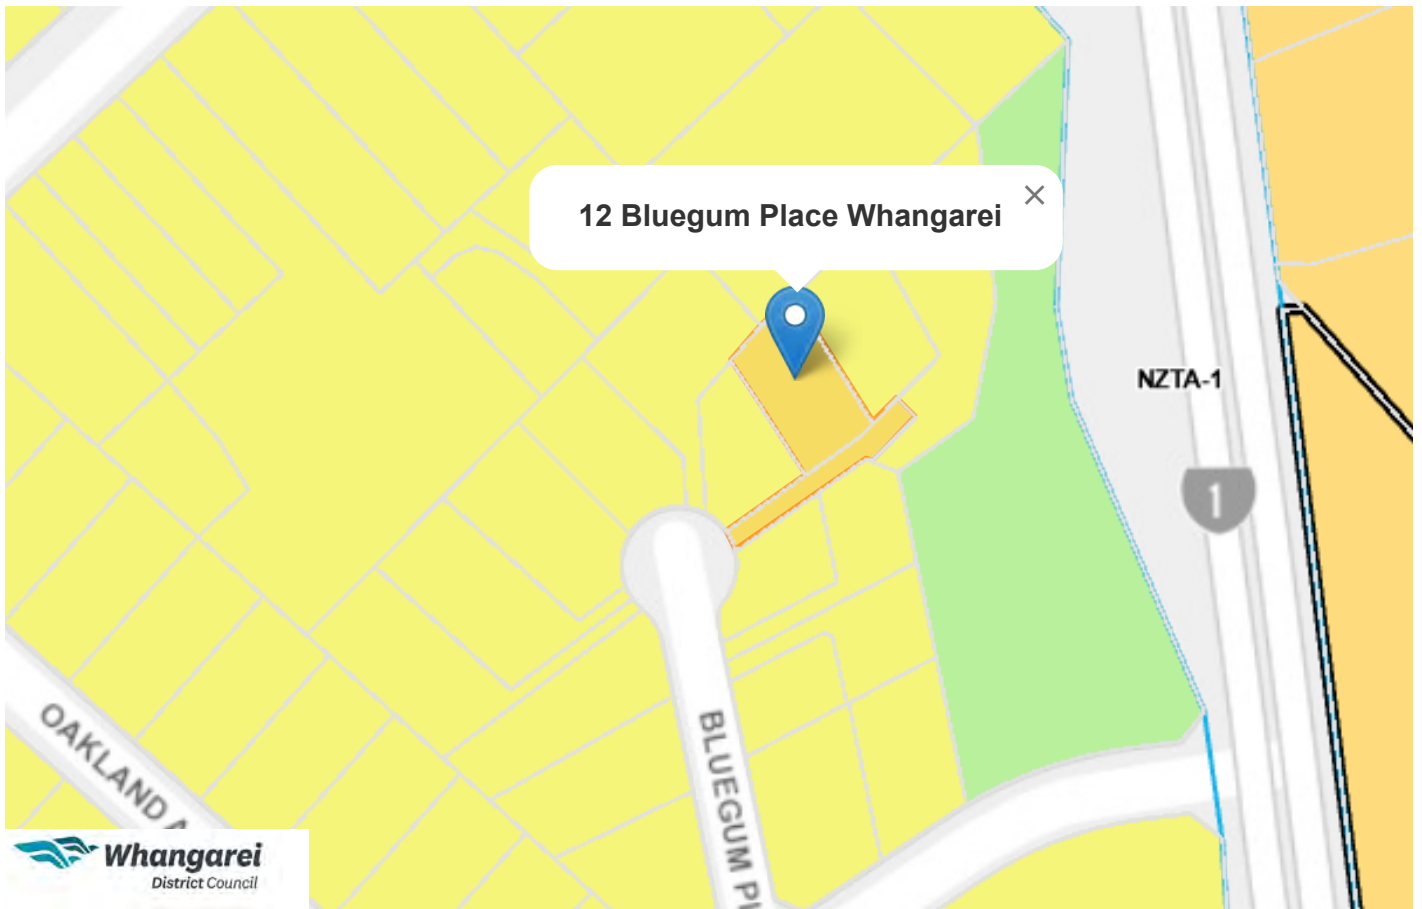 12 Bluegum Place Whangarei
NZTA-1
1
OAKLAND A
BLUEGUM Pl
Whangarei
District Council